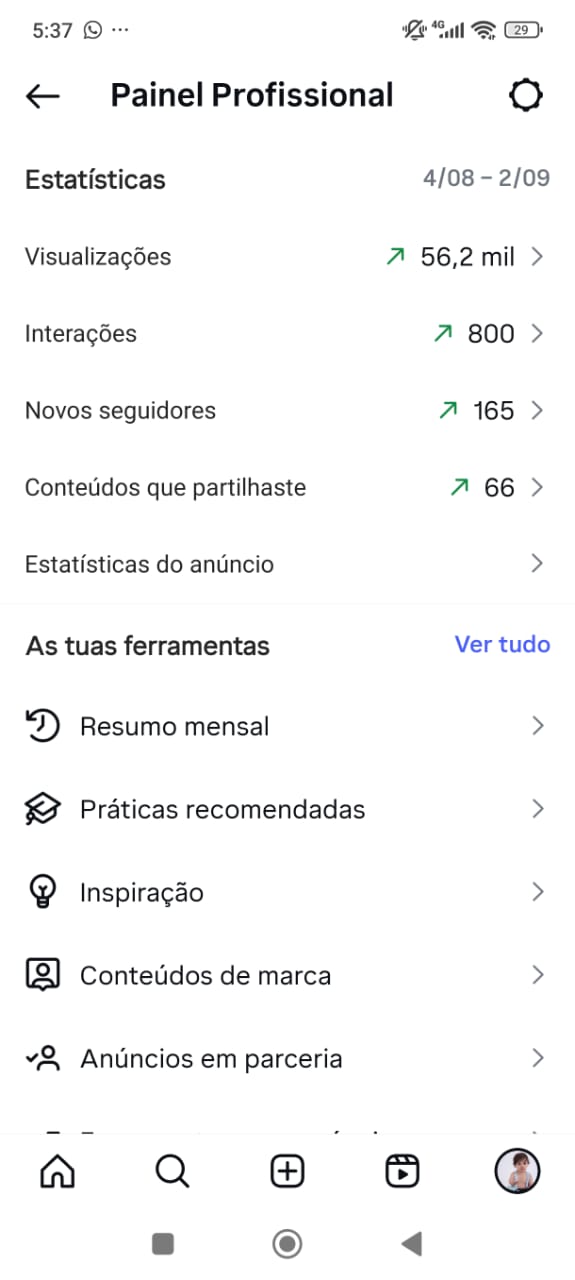 5:37
4G
29
Painel Profissional
Estatísticas 4/08 – 2/09
Visualizações 56,2 mil
Interações 800
Novos seguidores 165
Conteúdos que partilhaste 66
Estatísticas do anúncio
As tuas ferramentas Ver tudo
Resumo mensal
Práticas recomendadas
Inspiração
Conteúdos de marca
Anúncios em parceria